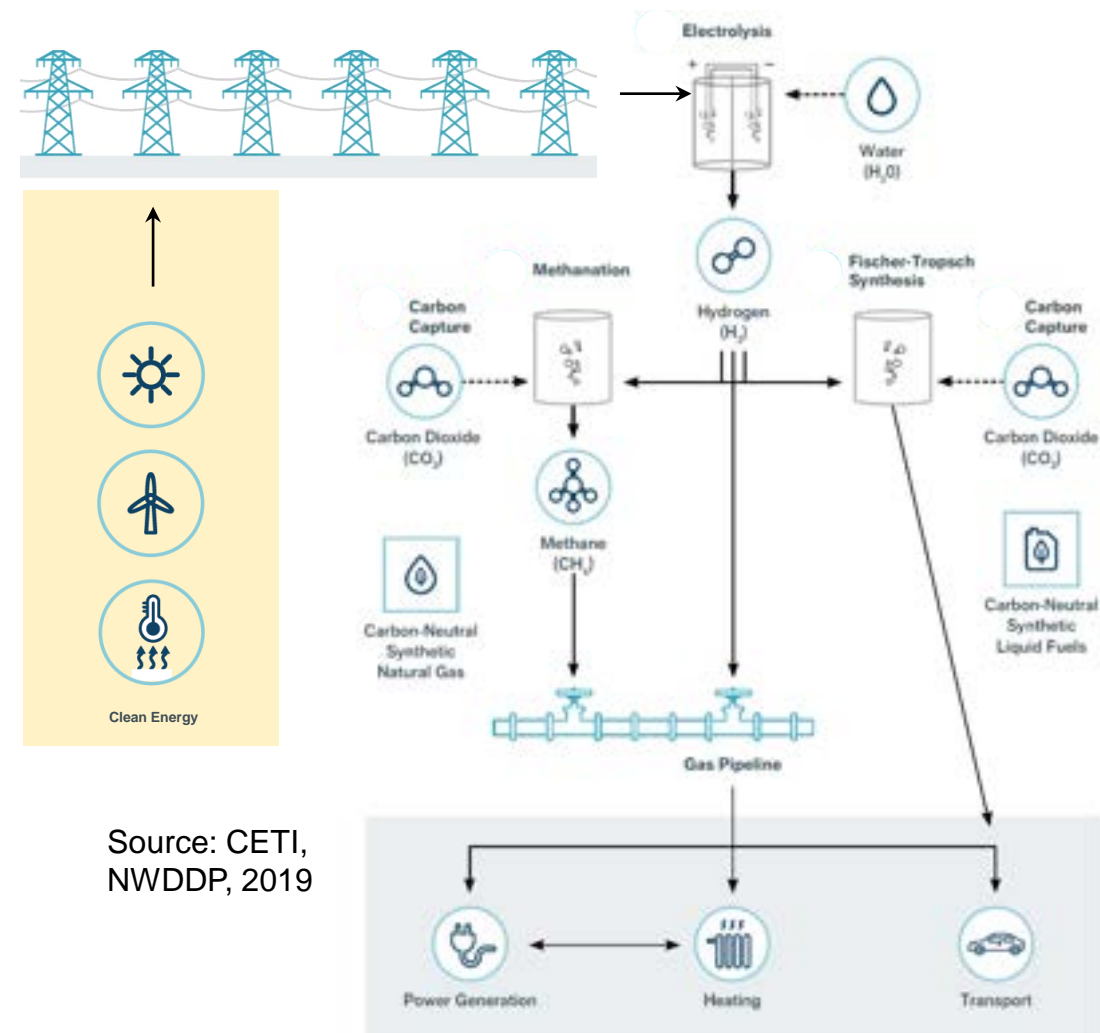 Electrolysis
+ −
Water
(H₂0)
Hydrogen
(H₂)
Methanation
Fischer-Tropsch
Synthesis
Carbon
Capture
Carbon Dioxide
(CO₂)
Carbon
Capture
Carbon Dioxide
(CO₂)
Methane
(CH₄)
Carbon-Neutral
Synthetic
Natural Gas
Carbon-Neutral
Synthetic
Liquid Fuels
Clean Energy
Gas Pipeline
Source: CETI,
NWDDP, 2019
Power Generation
Heating
Transport